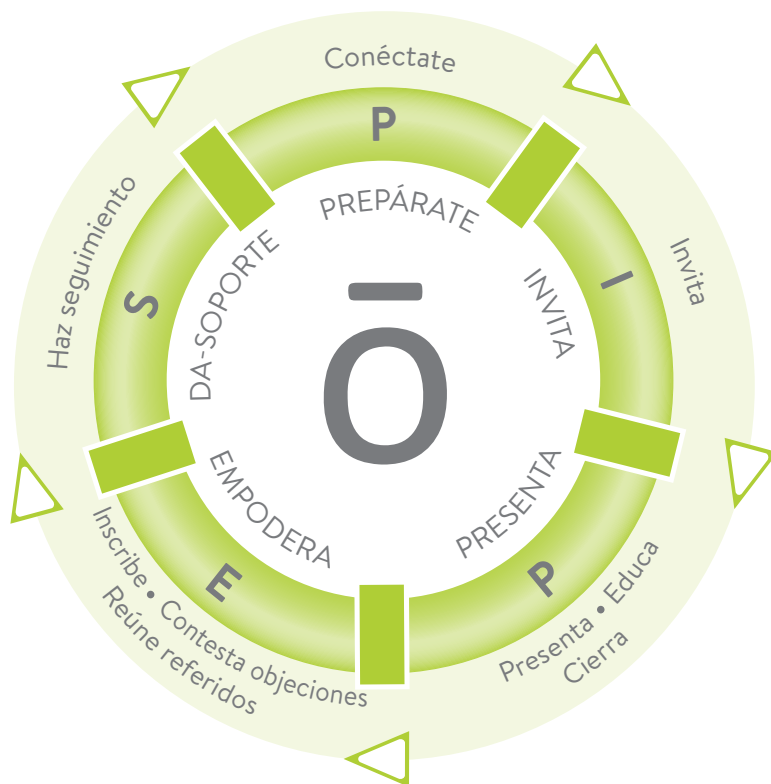 Conéctate
P
PREPÁRATE
Invita
I
INVITA
Presenta • Educa
Cierra
P
PRESENTA
Inscribe • Contesta objeciones
Reúne referidos
E
EMPODERA
Haz seguimiento
S
DA-SOPORTE
Ō